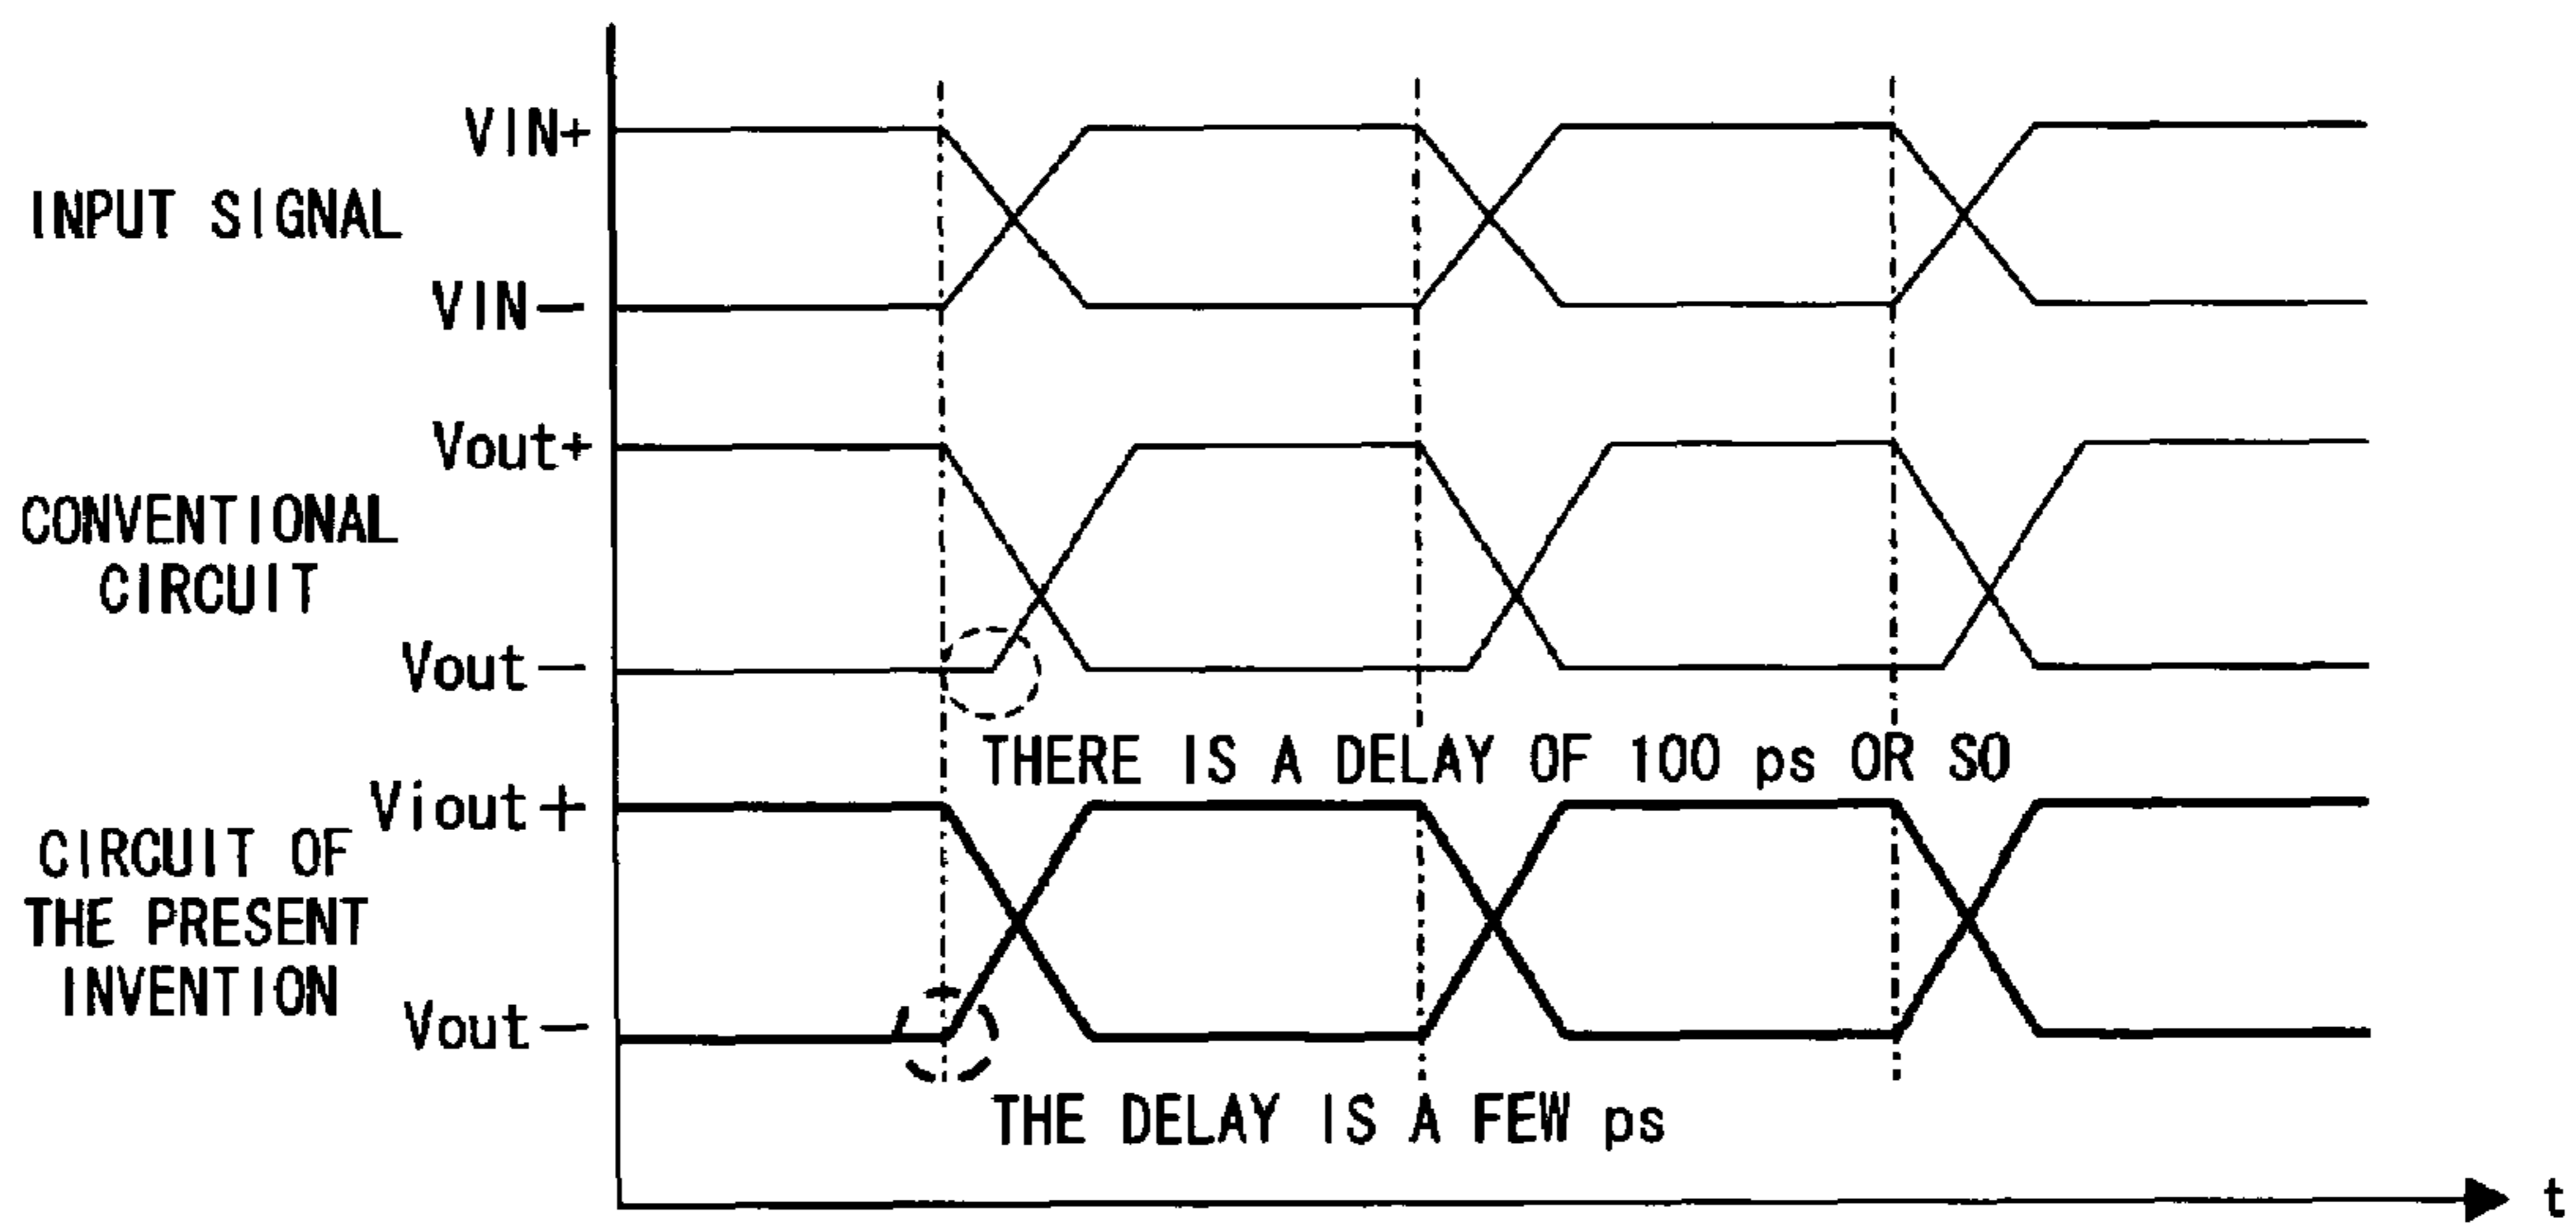 VIN+
INPUT SIGNAL
VIN−
Vout+
CONVENTIONAL
CIRCUIT
Vout−
THERE IS A DELAY OF 100 ps OR SO
Viout+
CIRCUIT OF
THE PRESENT
INVENTION
Vout−
THE DELAY IS A FEW ps
t